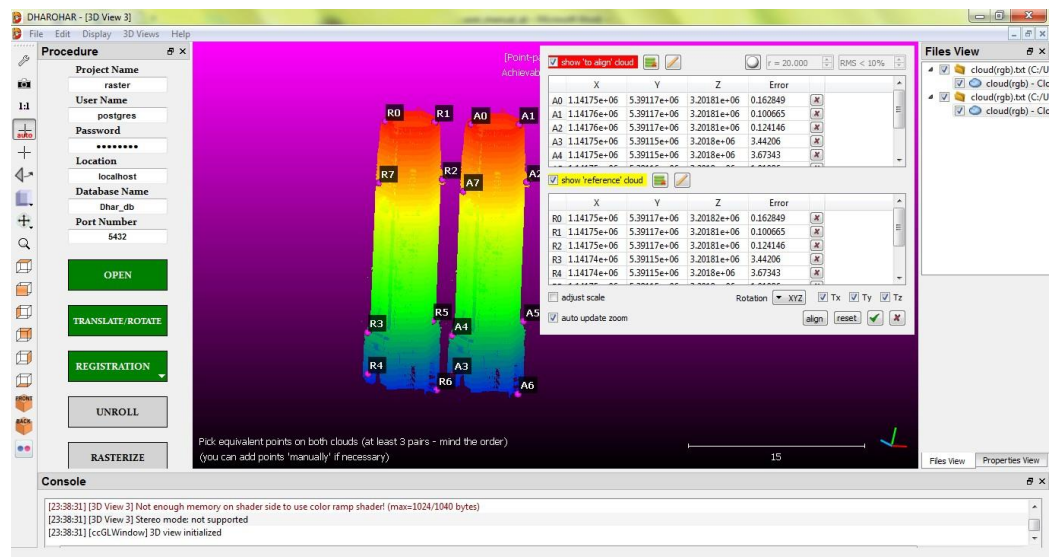 DHAROHAR - [3D View 3]
File Edit Display 3D Views Help
Procedure
Project Name
raster
User Name
postgres
Password
Location
localhost
Database Name
Dhar_db
Port Number
5432
OPEN
TRANSLATE/ROTATE
REGISTRATION
UNROLL
RASTERIZE
1:1
auto
FRONT
BACK
[Point-pa
Achievab
R0 R1 A0 A1
R7 R2 A7 A2
R3 R5 A4 A5
R4 R6 A3 A6
Pick equivalent points on both clouds (at least 3 pairs - mind the order)
(you can add points 'manually' if necessary)
15
show 'to align' cloud r = 20.000 RMS < 10%
X Y Z Error
A0 1.14175e+06 5.39117e+06 3.20181e+06 0.162849
A1 1.14176e+06 5.39117e+06 3.20181e+06 0.100665
A2 1.14176e+06 5.39117e+06 3.20181e+06 0.124146
A3 1.14175e+06 5.39115e+06 3.2018e+06 3.44206
A4 1.14175e+06 5.39115e+06 3.2018e+06 3.67343
show 'reference' cloud
X Y Z Error
R0 1.14175e+06 5.39117e+06 3.20182e+06 0.162849
R1 1.14175e+06 5.39117e+06 3.20181e+06 0.100665
R2 1.14175e+06 5.39117e+06 3.20181e+06 0.124146
R3 1.14174e+06 5.39115e+06 3.2018e+06 3.44206
R4 1.14174e+06 5.39115e+06 3.2018e+06 3.67343
adjust scale Rotation XYZ Tx Ty Tz
auto update zoom align reset
Files View
cloud(rgb).txt (C:/U
cloud(rgb) - Clo
cloud(rgb).txt (C:/U
cloud(rgb) - Clo
Files View Properties View
Console
[23:38:31] [3D View 3] Not enough memory on shader side to use color ramp shader! (max=1024/1040 bytes)
[23:38:31] [3D View 3] Stereo mode: not supported
[23:38:31] [ccGLWindow] 3D view initialized